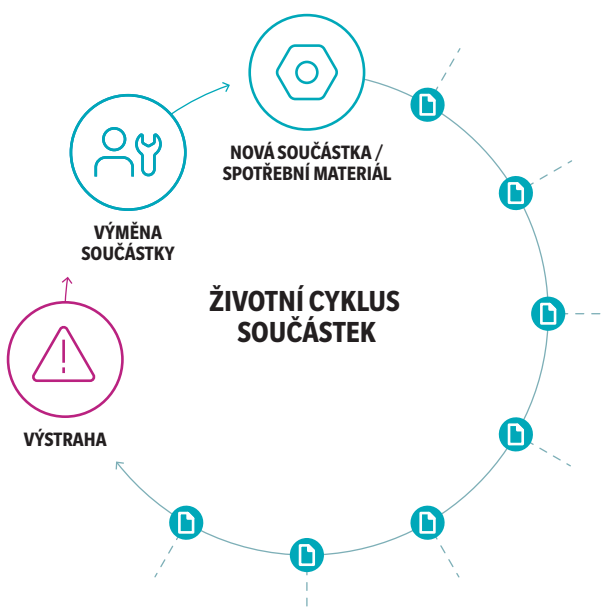 NOVÁ SOUČÁSTKA /
SPOTŘEBNÍ MATERIÁL
VÝMĚNA
SOUČÁSTKY
ŽIVOTNÍ CYKLUS
SOUČÁSTEK
VÝSTRAHA